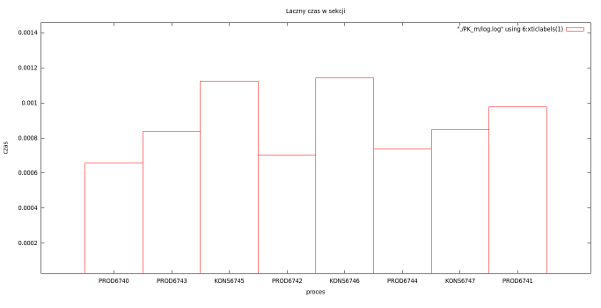 Laczny czas w sekcji
"./PK_m/log.log" using 6:xticlabels(1)
czas
0.0014
0.0012
0.001
0.0008
0.0006
0.0004
0.0002
PROD6740 PROD6743 KONS6745 PROD6742 KONS6746 PROD6744 KONS6747 PROD6741
proces